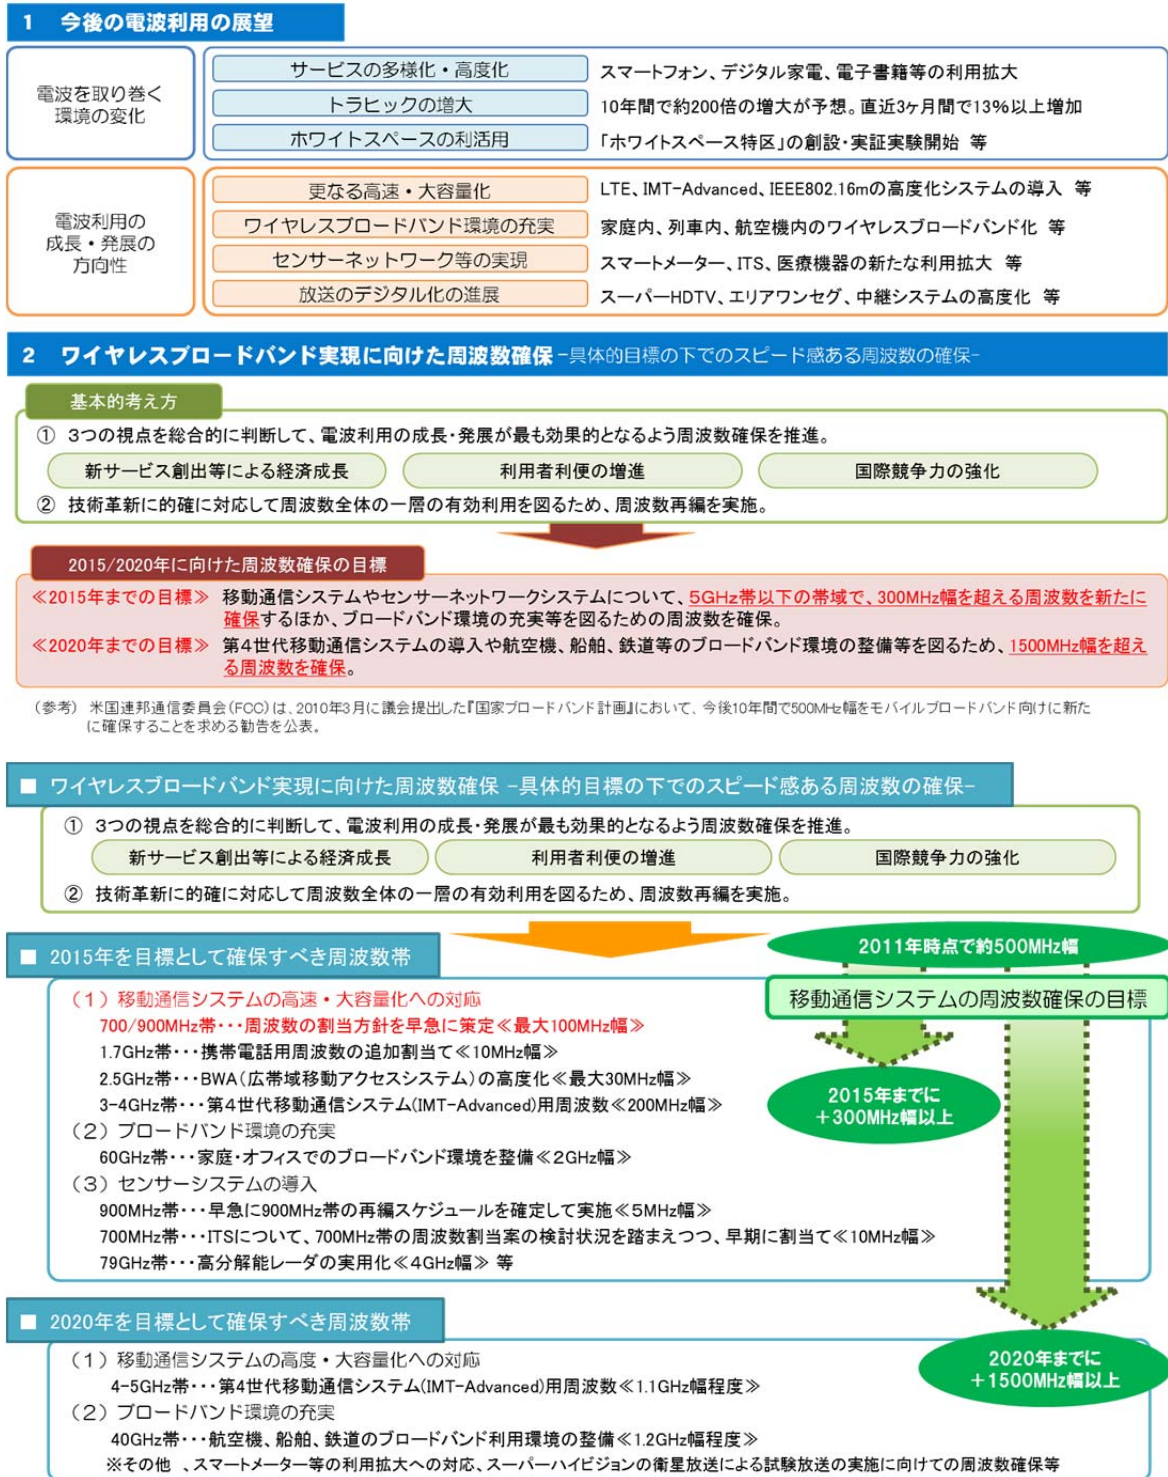 1 今後の電波利用の展望
電波を取り巻く
環境の変化
サービスの多様化・高度化 スマートフォン、デジタル家電、電子書籍等の利用拡大
トラヒックの増大 10年間で約200倍の増大が予想。直近3ヶ月間で13%以上増加
ホワイトスペースの利活用 「ホワイトスペース特区」の創設・実証実験開始 等
電波利用の
成長・発展の
方向性
更なる高速・大容量化 LTE、IMT-Advanced、IEEE802.16mの高度化システムの導入 等
ワイヤレスブロードバンド環境の充実 家庭内、列車内、航空機内のワイヤレスブロードバンド化 等
センサーネットワーク等の実現 スマートメーター、ITS、医療機器の新たな利用拡大 等
放送のデジタル化の進展 スーパーHDTV、エリアワンセグ、中継システムの高度化 等
2 ワイヤレスブロードバンド実現に向けた周波数確保 -具体的目標の下でのスピード感ある周波数の確保-
基本的考え方
① 3つの視点を総合的に判断して、電波利用の成長・発展が最も効果的となるよう周波数確保を推進。
新サービス創出等による経済成長 利用者利便の増進 国際競争力の強化
② 技術革新に的確に対応して周波数全体の一層の有効利用を図るため、周波数再編を実施。
2015/2020年に向けた周波数確保の目標
≪2015年までの目標≫ 移動通信システムやセンサーネットワークシステムについて、5GHz帯以下の帯域で、300MHz幅を超える周波数を新たに
確保するほか、ブロードバンド環境の充実等を図るための周波数を確保。
≪2020年までの目標≫ 第4世代移動通信システムの導入や航空機、船舶、鉄道等のブロードバンド環境の整備等を図るため、1500MHz幅を超え
る周波数を確保。
(参考) 米国連邦通信委員会(FCC)は、2010年3月に議会提出した『国家ブロードバンド計画』において、今後10年間で500MHz幅をモバイルブロードバンド向けに新た
に確保することを求める勧告を公表。
■ ワイヤレスブロードバンド実現に向けた周波数確保 -具体的目標の下でのスピード感ある周波数の確保-
① 3つの視点を総合的に判断して、電波利用の成長・発展が最も効果的となるよう周波数確保を推進。
新サービス創出等による経済成長 利用者利便の増進 国際競争力の強化
② 技術革新に的確に対応して周波数全体の一層の有効利用を図るため、周波数再編を実施。
■ 2015年を目標として確保すべき周波数帯
(1)移動通信システムの高速・大容量化への対応
700/900MHz帯・・・周波数の割当方針を早急に策定≪最大100MHz幅≫
1.7GHz帯・・・携帯電話用周波数の追加割当て≪10MHz幅≫
2.5GHz帯・・・BWA(広帯域移動アクセスシステム)の高度化≪最大30MHz幅≫
3-4GHz帯・・・第4世代移動通信システム(IMT-Advanced)用周波数≪200MHz幅≫
(2)ブロードバンド環境の充実
60GHz帯・・・家庭・オフィスでのブロードバンド環境を整備≪2GHz幅≫
(3)センサーシステムの導入
900MHz帯・・・早急に900MHz帯の再編スケジュールを確定して実施≪5MHz幅≫
700MHz帯・・・ITSについて、700MHz帯の周波数割当案の検討状況を踏まえつつ、早期に割当て≪10MHz幅≫
79GHz帯・・・高分解能レーダの実用化≪4GHz幅≫ 等
2011年時点で約500MHz幅
移動通信システムの周波数確保の目標
2015年までに
+300MHz幅以上
■ 2020年を目標として確保すべき周波数帯
(1)移動通信システムの高度・大容量化への対応
4-5GHz帯・・・第4世代移動通信システム(IMT-Advanced)用周波数≪1.1GHz幅程度≫
(2)ブロードバンド環境の充実
40GHz帯・・・航空機、船舶、鉄道のブロードバンド利用環境の整備≪1.2GHz幅程度≫
※その他 、スマートメーター等の利用拡大への対応、スーパーハイビジョンの衛星放送による試験放送の実施に向けての周波数確保等
2020年までに
+1500MHz幅以上